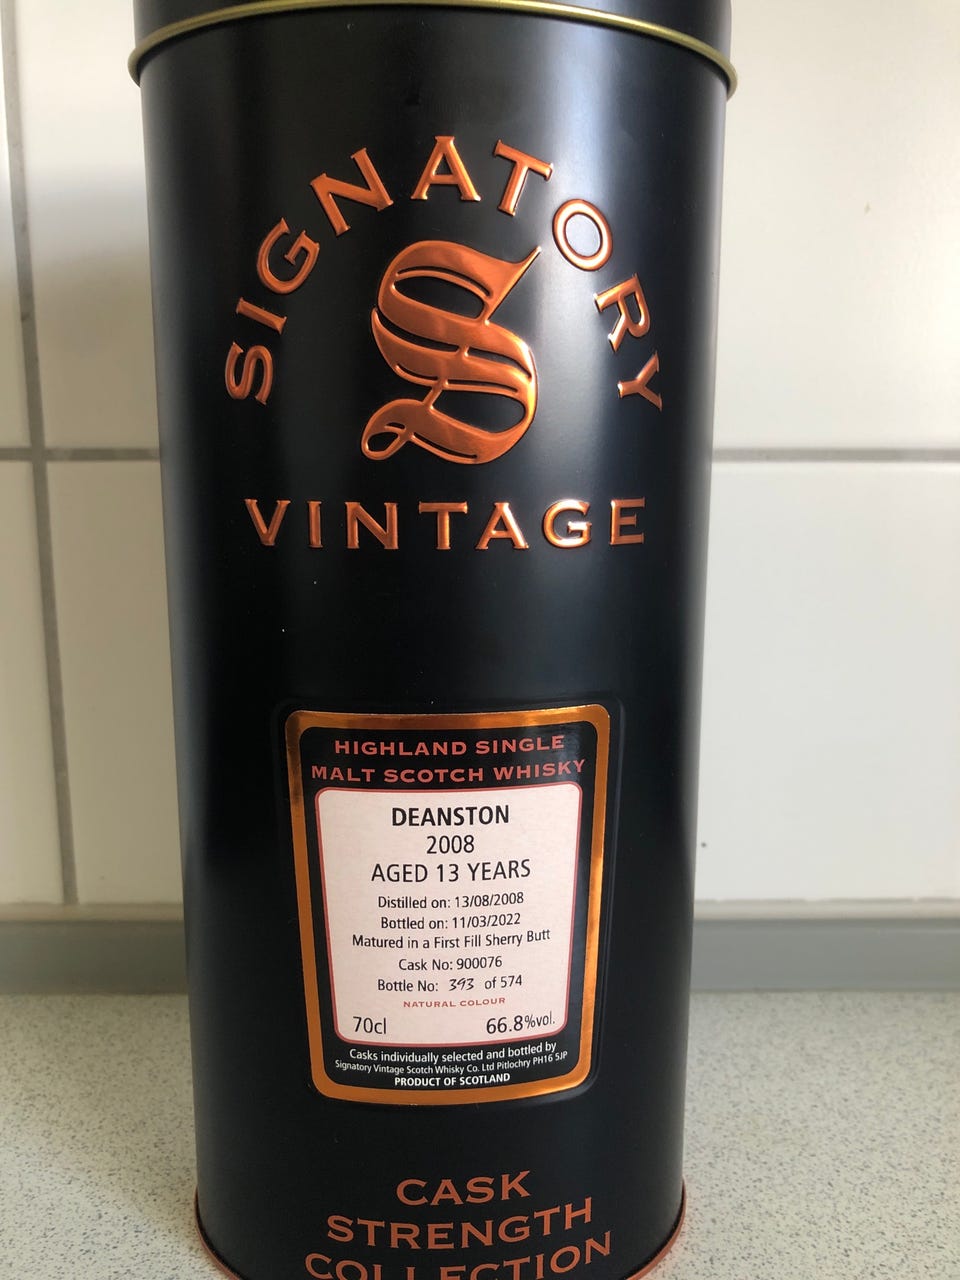 SIGNATORY
S
VINTAGE
HIGHLAND SINGLE
MALT SCOTCH WHISKY
DEANSTON
2008
AGED 13 YEARS
Distilled on: 13/08/2008
Bottled on: 11/03/2022
Matured in a First Fill Sherry Butt
Cask No: 900076
Bottle No: 393 of 574
NATURAL COLOUR
70cl 66.8%vol.
Casks individually selected and bottled by
Signatory Vintage Scotch Whisky Co. Ltd Pitlochry PH16 5JP
PRODUCT OF SCOTLAND
CASK
STRENGTH
COLLECTION